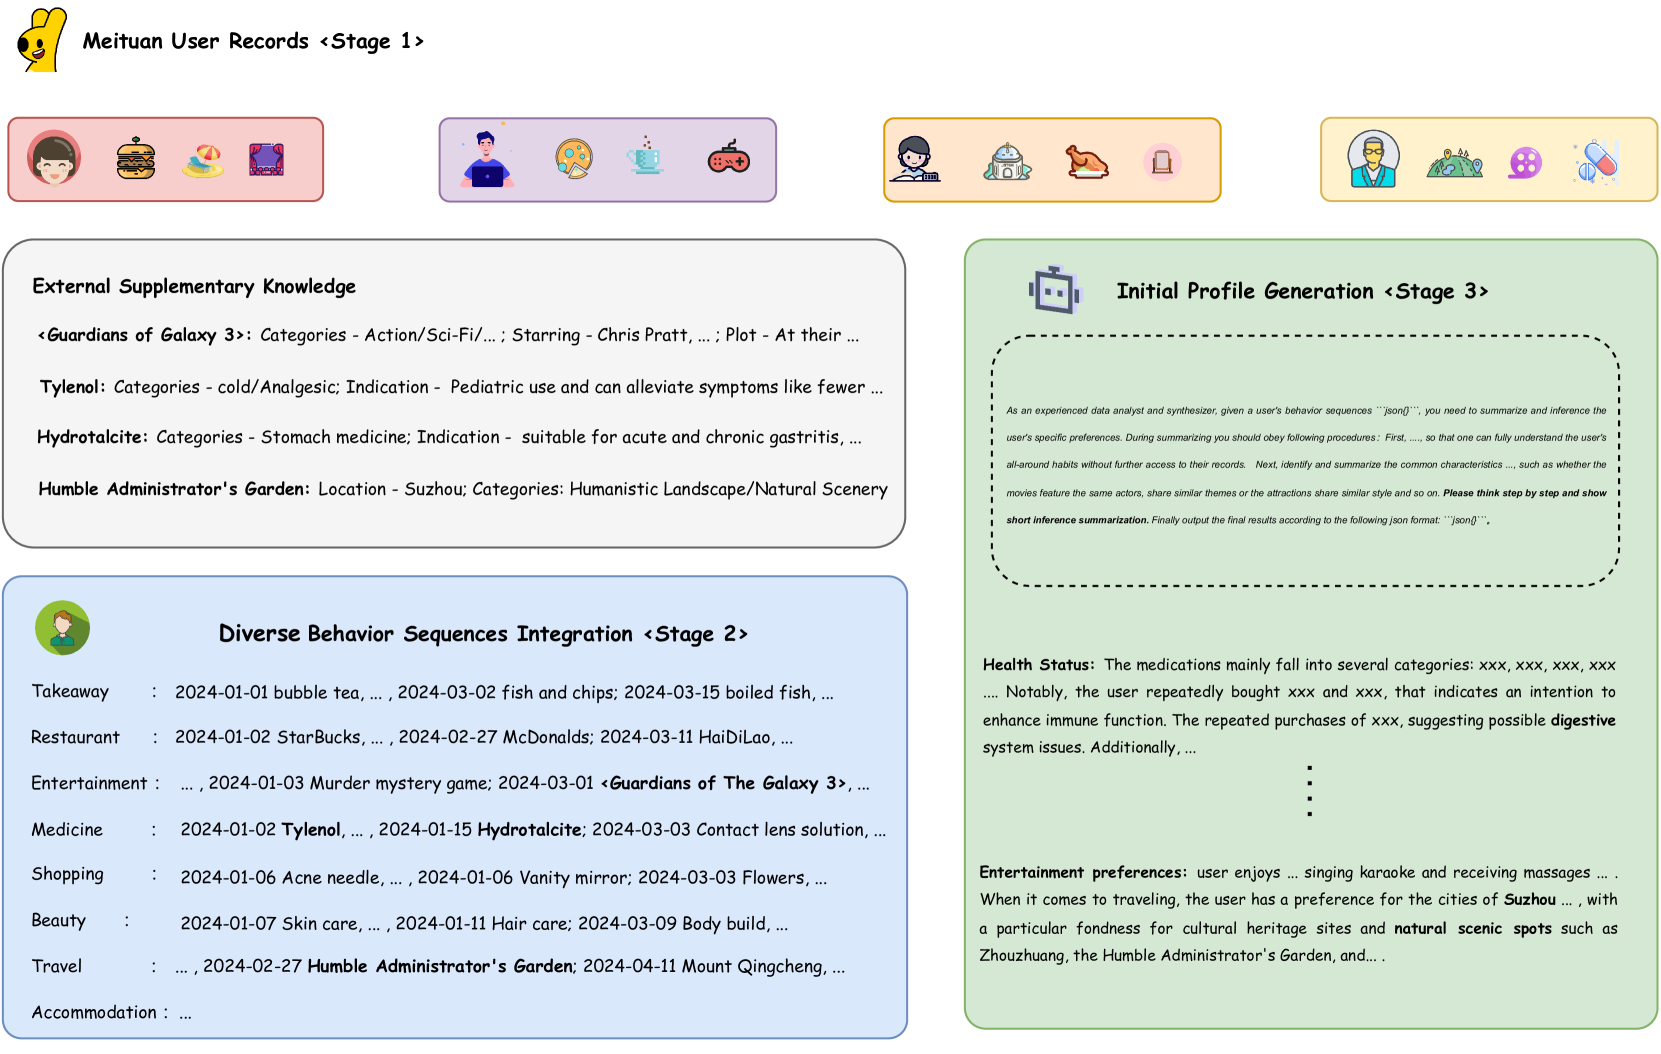 Meituan User Records <Stage 1>
External Supplementary Knowledge
<Guardians of Galaxy 3>: Categories - Action/Sci-Fi/... ; Starring - Chris Pratt, ... ; Plot - At their ...
Tylenol: Categories - cold/Analgesic; Indication - Pediatric use and can alleviate symptoms like fewer ...
Hydrotalcite: Categories - Stomach medicine; Indication - suitable for acute and chronic gastritis, ...
Humble Administrator's Garden: Location - Suzhou; Categories: Humanistic Landscape/Natural Scenery
Diverse Behavior Sequences Integration <Stage 2>
Takeaway : 2024-01-01 bubble tea, ... , 2024-03-02 fish and chips; 2024-03-15 boiled fish, ...
Restaurant : 2024-01-02 StarBucks, ... , 2024-02-27 McDonalds; 2024-03-11 HaiDiLao, ...
Entertainment : ... , 2024-01-03 Murder mystery game; 2024-03-01 <Guardians of The Galaxy 3>, ...
Medicine : 2024-01-02 Tylenol, ... , 2024-01-15 Hydrotalcite; 2024-03-03 Contact lens solution, ...
Shopping : 2024-01-06 Acne needle, ... , 2024-01-06 Vanity mirror; 2024-03-03 Flowers, ...
Beauty : 2024-01-07 Skin care, ... , 2024-01-11 Hair care; 2024-03-09 Body build, ...
Travel : ... , 2024-02-27 Humble Administrator's Garden; 2024-04-11 Mount Qingcheng, ...
Accommodation : ...
Initial Profile Generation <Stage 3>
As an experienced data analyst and synthesizer, given a user's behavior sequences ```json{}```, you need to summarize and inference the
user's specific preferences. During summarizing you should obey following procedures： First, ...., so that one can fully understand the user's
all-around habits without further access to their records. Next, identify and summarize the common characteristics ..., such as whether the
movies feature the same actors, share similar themes or the attractions share similar style and so on. Please think step by step and show
short inference summarization. Finally output the final results according to the following json format: ```json{}```。
Health Status: The medications mainly fall into several categories: xxx, xxx, xxx, xxx
.... Notably, the user repeatedly bought xxx and xxx, that indicates an intention to
enhance immune function. The repeated purchases of xxx, suggesting possible digestive
system issues. Additionally, ...
Entertainment preferences: user enjoys ... singing karaoke and receiving massages ... .
When it comes to traveling, the user has a preference for the cities of Suzhou ... , with
a particular fondness for cultural heritage sites and natural scenic spots such as
Zhouzhuang, the Humble Administrator's Garden, and... .